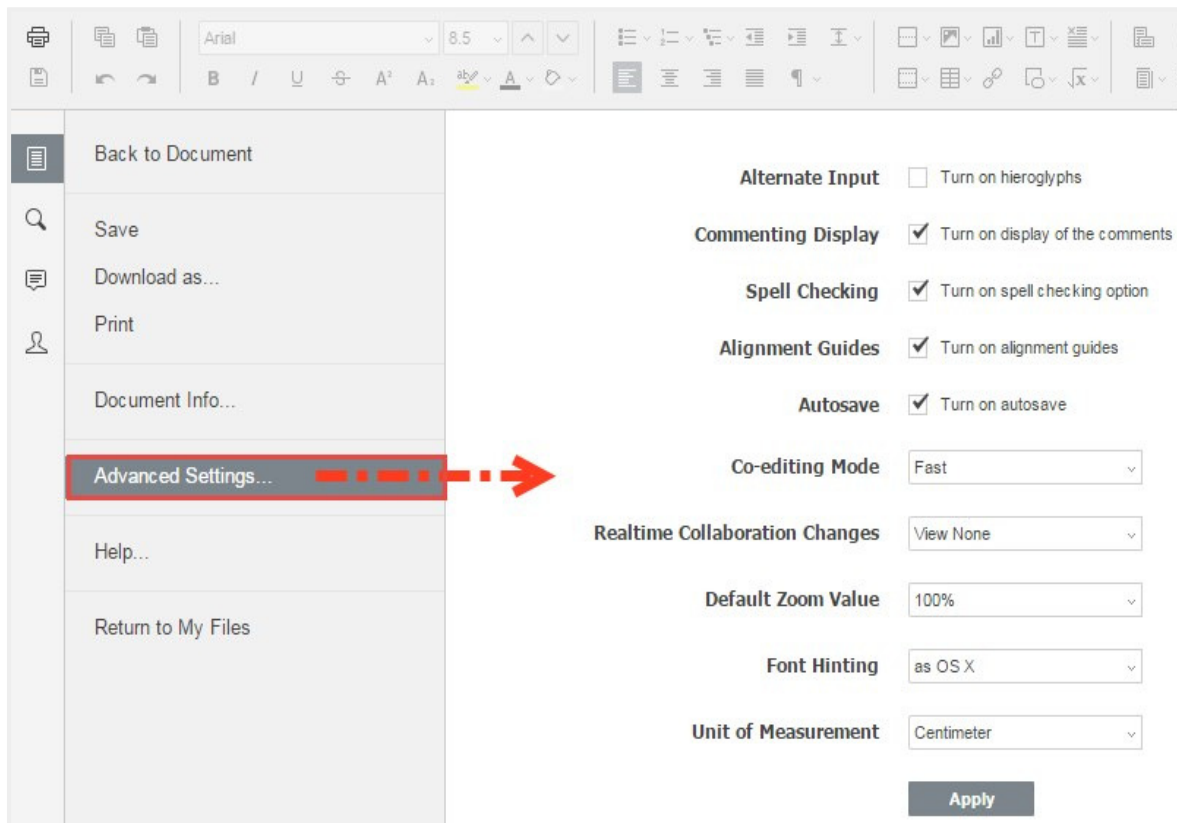 Arial 8.5
B I U S A² A₂ ab A
Back to Document
Save
Download as...
Print
Document Info...
Advanced Settings...
Help...
Return to My Files
Alternate Input Turn on hieroglyphs
Commenting Display Turn on display of the comments
Spell Checking Turn on spell checking option
Alignment Guides Turn on alignment guides
Autosave Turn on autosave
Co-editing Mode Fast
Realtime Collaboration Changes View None
Default Zoom Value 100%
Font Hinting as OS X
Unit of Measurement Centimeter
Apply